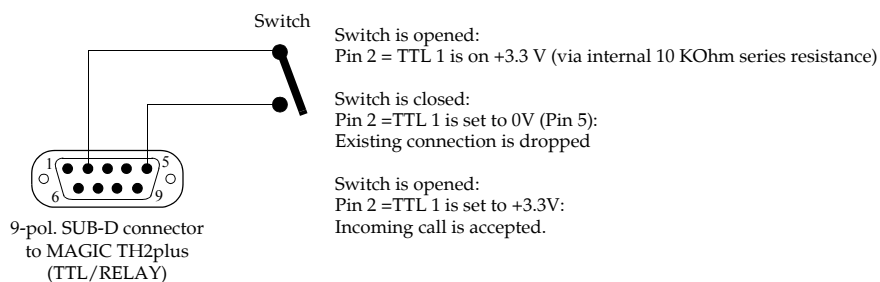 Switch
Switch is opened:
Pin 2 = TTL 1 is on +3.3 V (via internal 10 KOhm series resistance)
Switch is closed:
Pin 2 =TTL 1 is set to 0V (Pin 5):
Existing connection is dropped
Switch is opened:
Pin 2 =TTL 1 is set to +3.3V:
Incoming call is accepted.
1
5
6
9
9-pol. SUB-D connector
to MAGIC TH2plus
(TTL/RELAY)